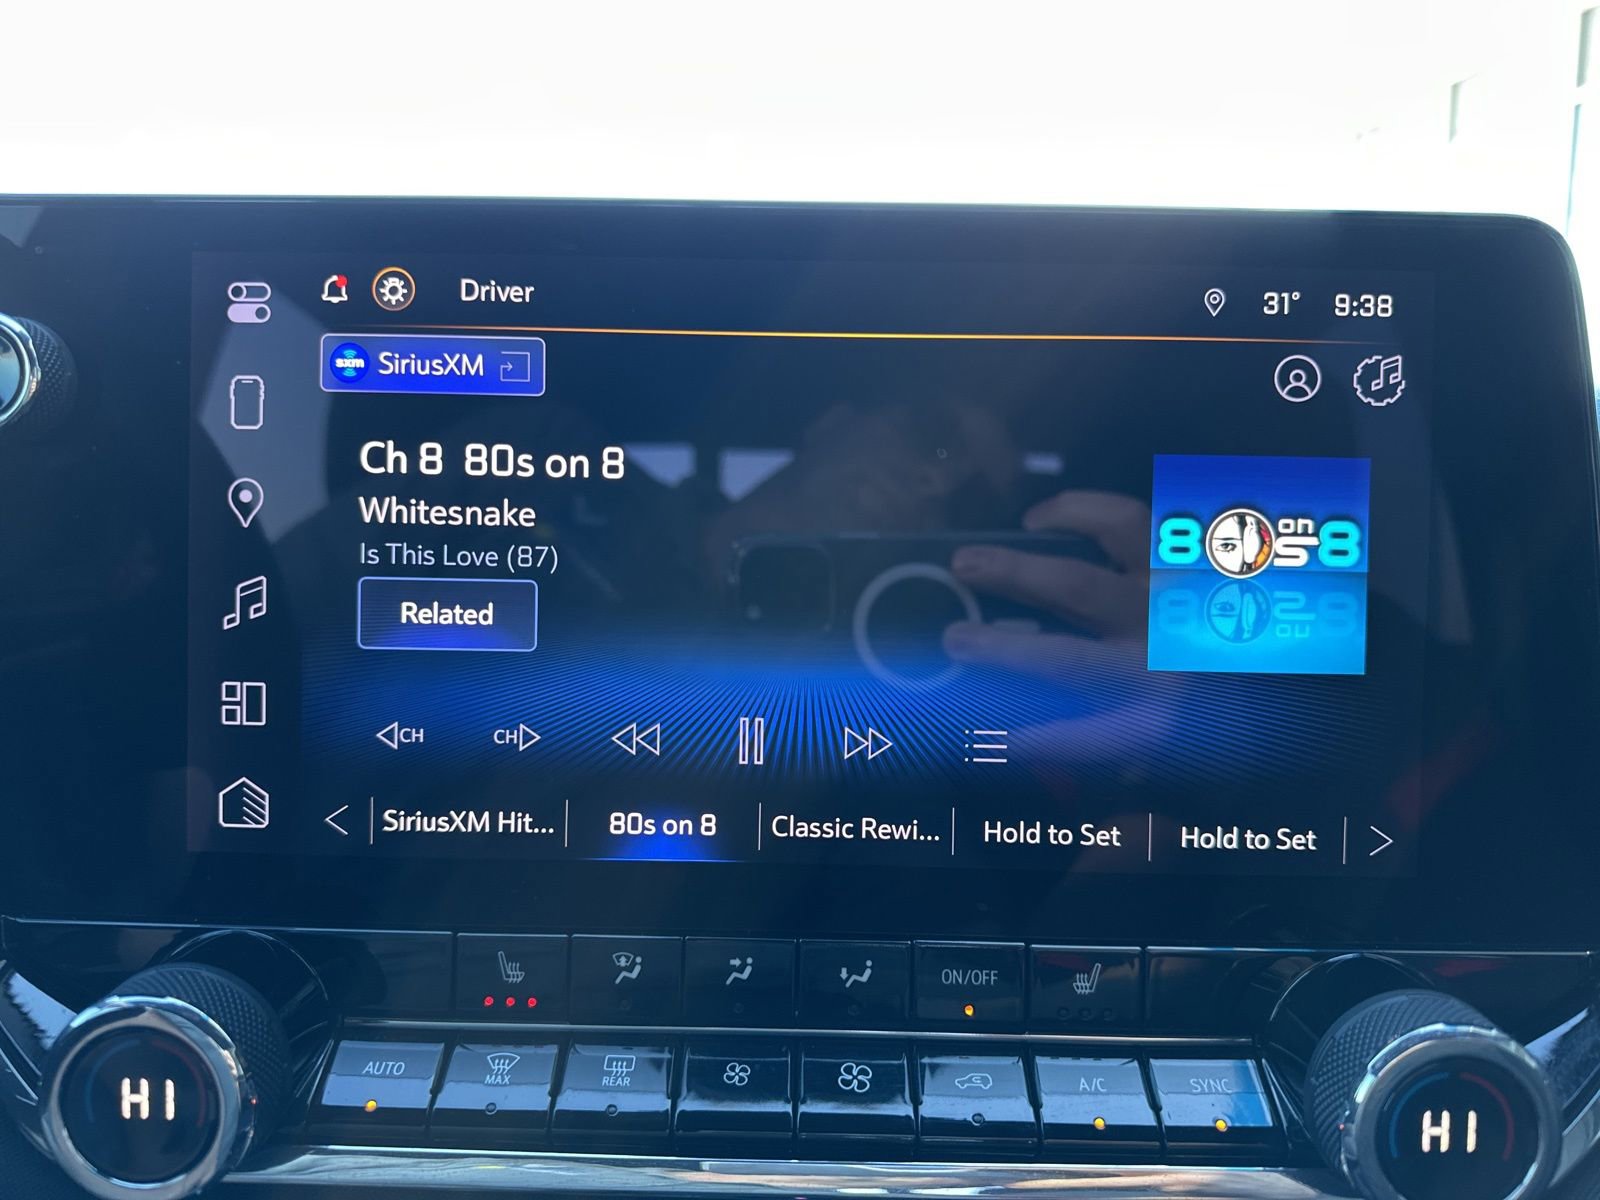 Driver
31° 9:38
sxm SiriusXM
Ch 8 80s on 8
Whitesnake
Is This Love (87)
Related
80s on 8
CH CH
SiriusXM Hit... 80s on 8 Classic Rewi... Hold to Set Hold to Set
ON/OFF
AUTO MAX REAR A/C SYNC
HI HI